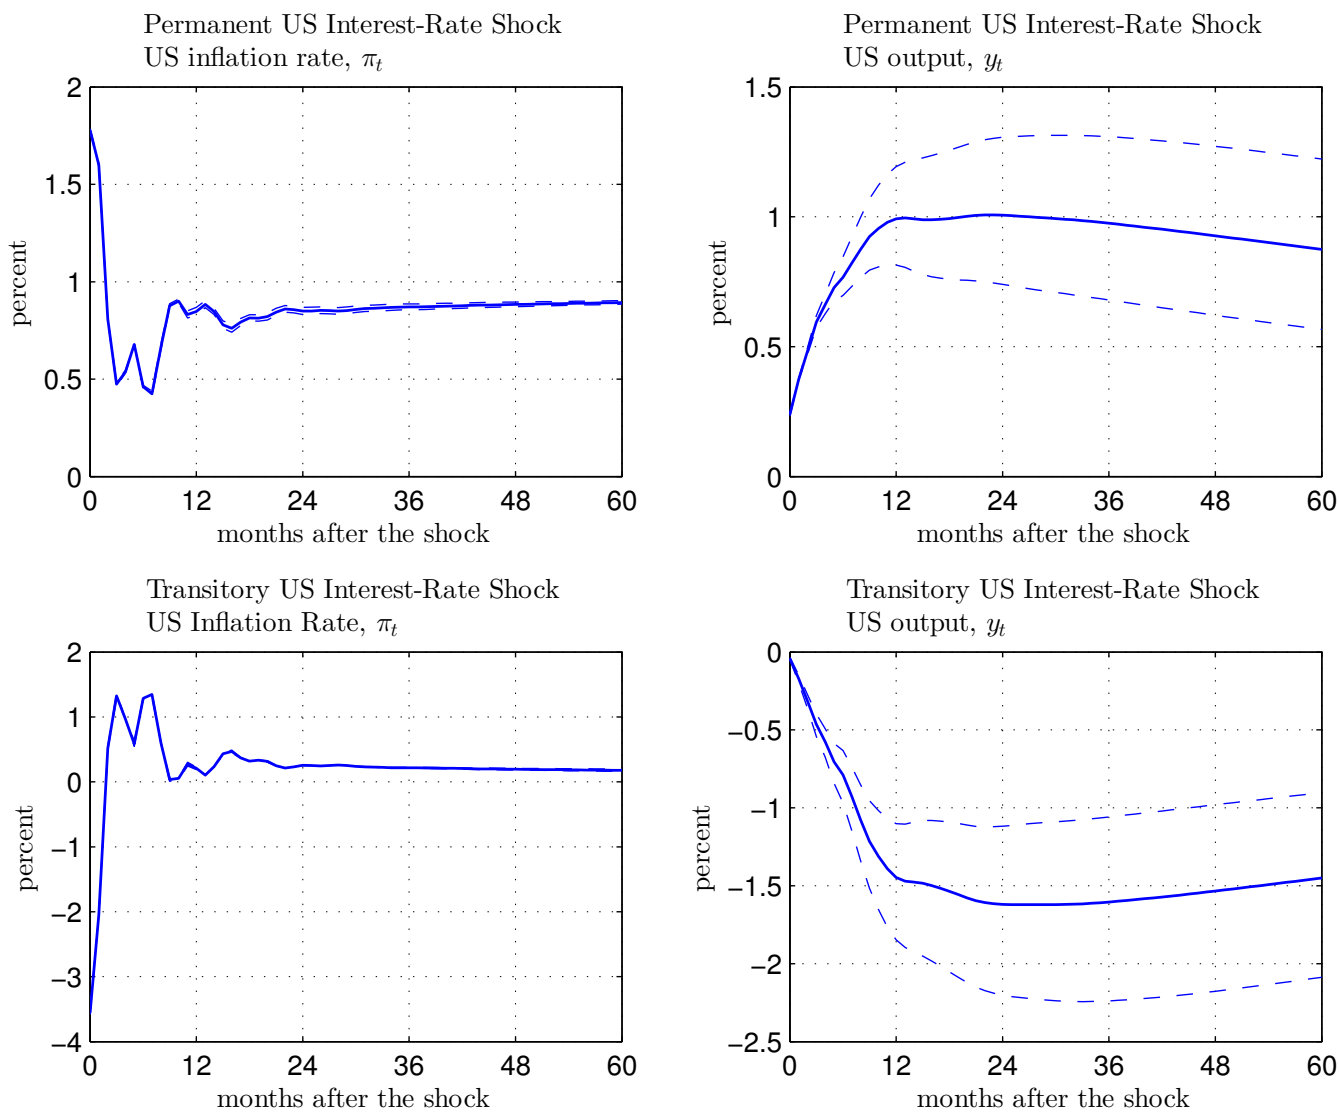 Permanent US Interest-Rate Shock
US inflation rate, πt
percent
2
1.5
1
0.5
0
0 12 24 36 48 60
months after the shock
Permanent US Interest-Rate Shock
US output, yt
percent
1.5
1
0.5
0
0 12 24 36 48 60
months after the shock
Transitory US Interest-Rate Shock
US Inflation Rate, πt
percent
2
1
0
−1
−2
−3
−4
0 12 24 36 48 60
months after the shock
Transitory US Interest-Rate Shock
US output, yt
percent
0
−0.5
−1
−1.5
−2
−2.5
0 12 24 36 48 60
months after the shock